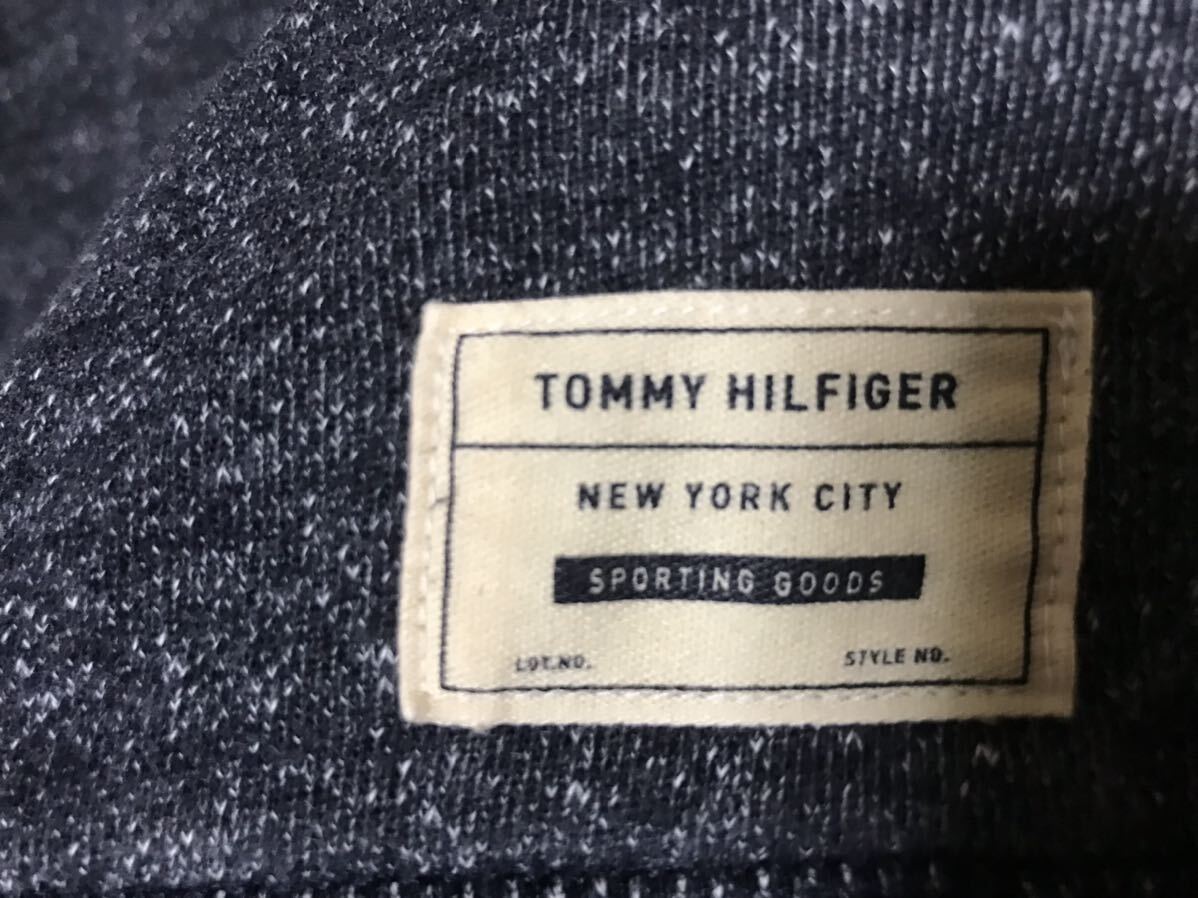 TOMMY HILFIGER
NEW YORK CITY
SPORTING GOODS
LOT.NO. STYLE NO.